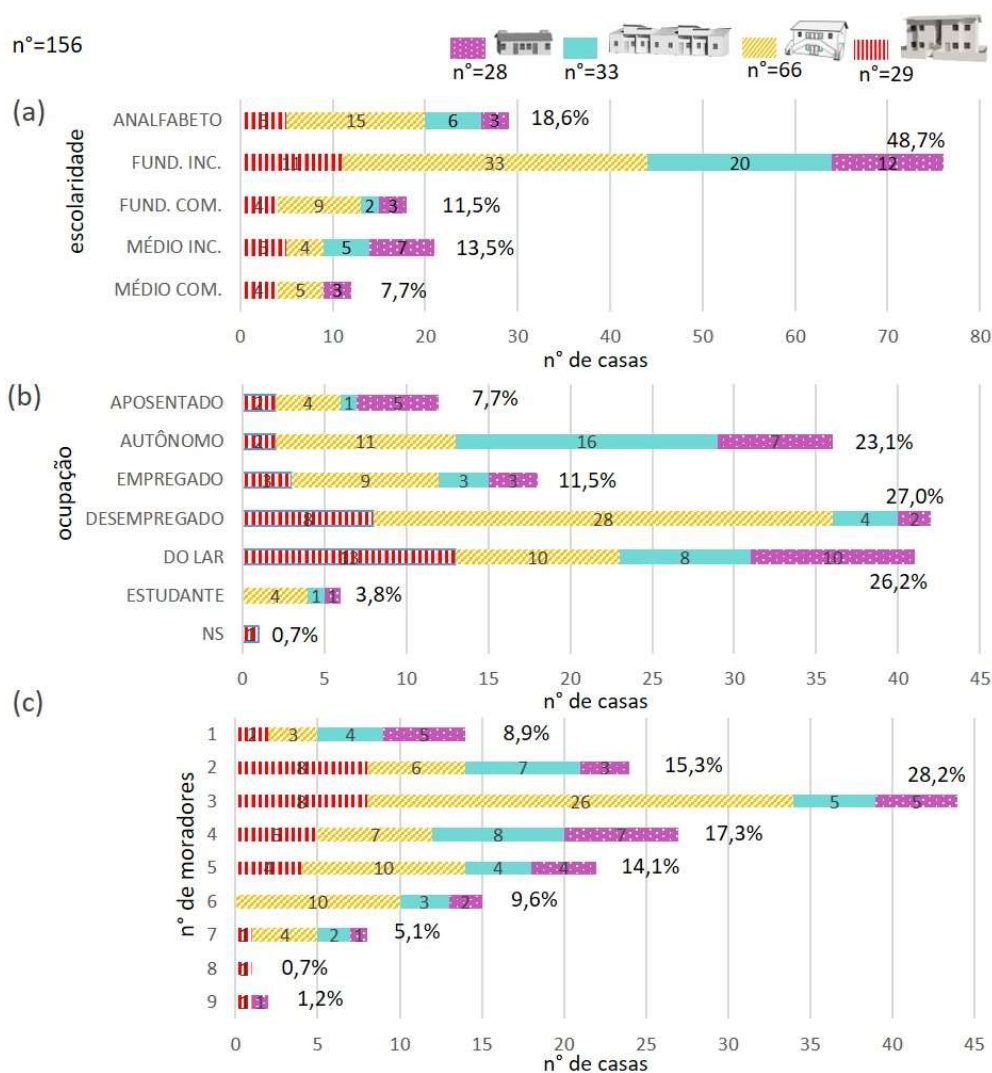 n°=156
n°=28 n°=33 n°=66 n°=29
(a)
escolaridade
ANALFABETO 15 6 3 18,6%
48,7%
FUND. INC. 11 33 20 12
FUND. COM. 4 9 2 3 11,5%
MÉDIO INC. 4 5 7 13,5%
MÉDIO COM. 4 5 3 7,7%
0 10 20 30 40 50 60 70 80
n° de casas
(b)
ocupação
APOSENTADO 2 4 1 5 7,7%
AUTÔNOMO 2 11 16 7 23,1%
EMPREGADO 3 9 3 3 11,5%
27,0%
DESEMPREGADO 8 28 4 2
DO LAR 13 10 8 10
26,2%
ESTUDANTE 4 1 1 3,8%
NS 1 0,7%
0 5 10 15 20 25 30 35 40 45
n° de casas
(c)
n° de moradores
1 2 3 4 5 8,9%
2 8 6 7 3 15,3%
28,2%
3 8 26 5 5
4 7 8 7 17,3%
5 4 10 4 4 14,1%
6 10 3 2 9,6%
7 1 4 2 1 5,1%
8 1 0,7%
9 1 1 1,2%
0 5 10 15 20 25 30 35 40 45
n° de casas